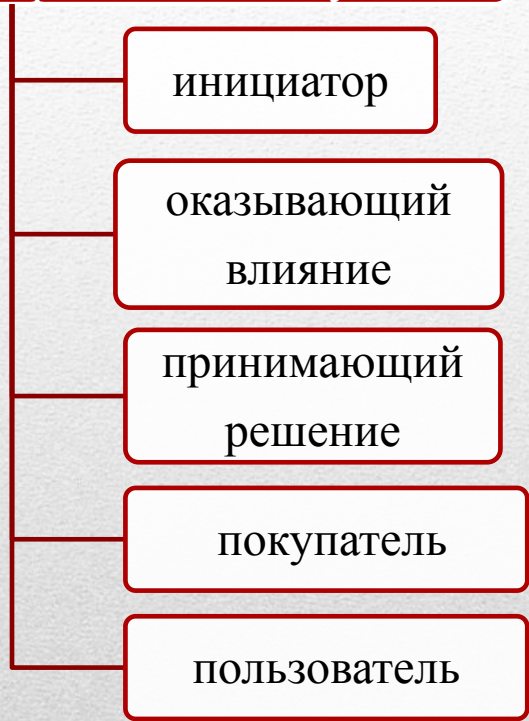 инициатор
оказывающий
влияние
принимающий
решение
покупатель
пользователь